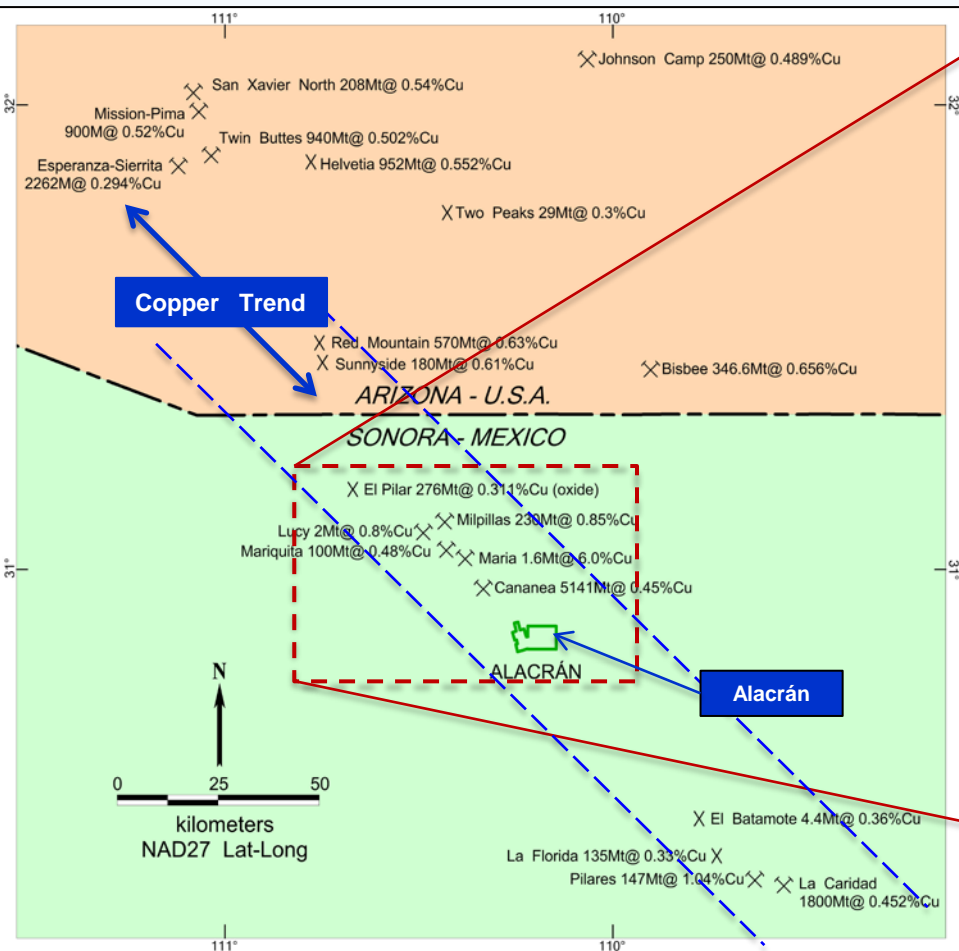 111°
110°
Johnson Camp 250Mt@ 0.489%Cu
San Xavier North 208Mt@ 0.54%Cu
32°
32°
Mission-Pima
900M@ 0.52%Cu
Twin Buttes 940Mt@ 0.502%Cu
Esperanza-Sierrita
2262M@ 0.294%Cu
Helvetia 952Mt@ 0.552%Cu
Two Peaks 29Mt@ 0.3%Cu
Copper Trend
Red Mountain 570Mt@ 0.63%Cu
Sunnyside 180Mt@ 0.61%Cu
Bisbee 346.6Mt@ 0.656%Cu
ARIZONA - U.S.A.
SONORA - MEXICO
El Pilar 276Mt@ 0.311%Cu (oxide)
Milpillas 230Mt@ 0.85%Cu
Lucy 2Mt@ 0.8%Cu
Mariquita 100Mt@ 0.48%Cu
Maria 1.6Mt@ 6.0%Cu
31°
31°
Cananea 5141Mt@ 0.45%Cu
ALACRÁN
Alacrán
N
0 25 50
kilometers
NAD27 Lat-Long
El Batamote 4.4Mt@ 0.36%Cu
La Florida 135Mt@ 0.33%Cu
Pilares 147Mt@ 1.04%Cu
La Caridad
1800Mt@ 0.452%Cu
111°
110°